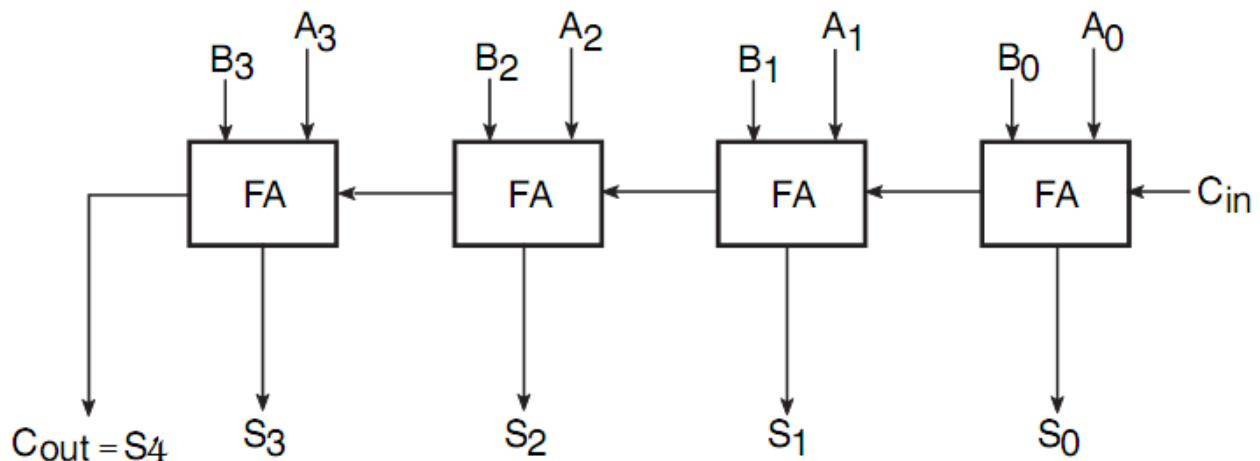 B3 A3 B2 A2 B1 A1 B0 A0
FA FA FA FA Cin
Cout = S4 S3 S2 S1 S0